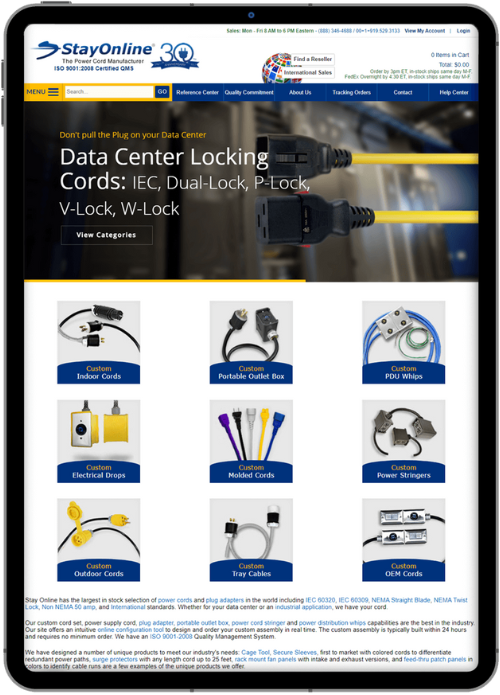 Sales: Mon - Fri 8 AM to 6 PM Eastern - (888) 346-4688 / 00+1+919.529.3133 View My Account | Login
StayOnline
The Power Cord Manufacturer
ISO 9001:2008 Certified QMS
30
Find a Reseller
International Sales
0 Items in Cart
Total: $0.00
Order by 3pm ET, in-stock ships same day M-F.
FedEx Overnight by 4:30 ET, in-stock ships same day M-F.
MENU Search... GO Reference Center Quality Commitment About Us Tracking Orders Contact Help Center
Don't pull the Plug on your Data Center
Data Center Locking
Cords: IEC, Dual-Lock, P-Lock,
V-Lock, W-Lock
View Categories
Custom
Indoor Cords
Custom
Portable Outlet Box
Custom
PDU Whips
Custom
Electrical Drops
Custom
Molded Cords
Custom
Power Stringers
Custom
Outdoor Cords
Custom
Tray Cables
Custom
OEM Cords
Stay Online has the largest in stock selection of power cords and plug adapters in the world including IEC 60320, IEC 60309, NEMA Straight Blade, NEMA Twist
Lock, Non NEMA 50 amp, and International standards. Whether for your data center or an industrial application, we have your cord.
Our custom cord set, power supply cord, plug adapter, portable outlet box, power cord stinger and power distribution whips capabilities are the best in the industry.
Our site offers an intuitive online configuration tool to design and order your custom assembly in real time. The custom assembly is typically built within 24 hours
and requires no minimum order. We have an ISO 9001-2008 Quality Management System.
We have designed a number of unique products to meet our industry's needs: Cage Tool, Secure Sleeves, first to market with colored cords to differentiate
redundant power paths, surge protectors with any length cord up to 25 feet, rack mount fan panels with intake and exhaust versions, and feed-thru patch panels in
colors to identify cable runs are a few examples of the unique products we offer.